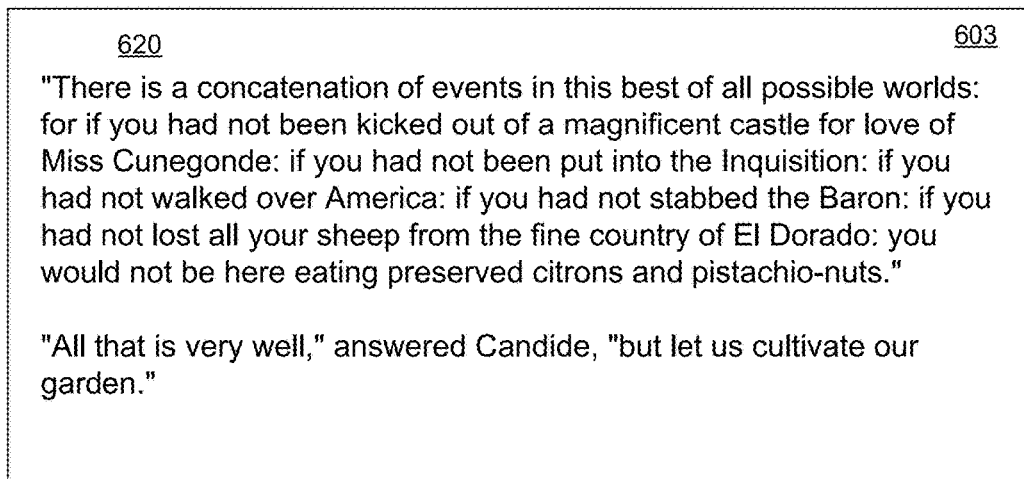 620
603
"There is a concatenation of events in this best of all possible worlds:
for if you had not been kicked out of a magnificent castle for love of
Miss Cunegonde: if you had not been put into the Inquisition: if you
had not walked over America: if you had not stabbed the Baron: if you
had not lost all your sheep from the fine country of El Dorado: you
would not be here eating preserved citrons and pistachio-nuts."
"All that is very well," answered Candide, "but let us cultivate our
garden."